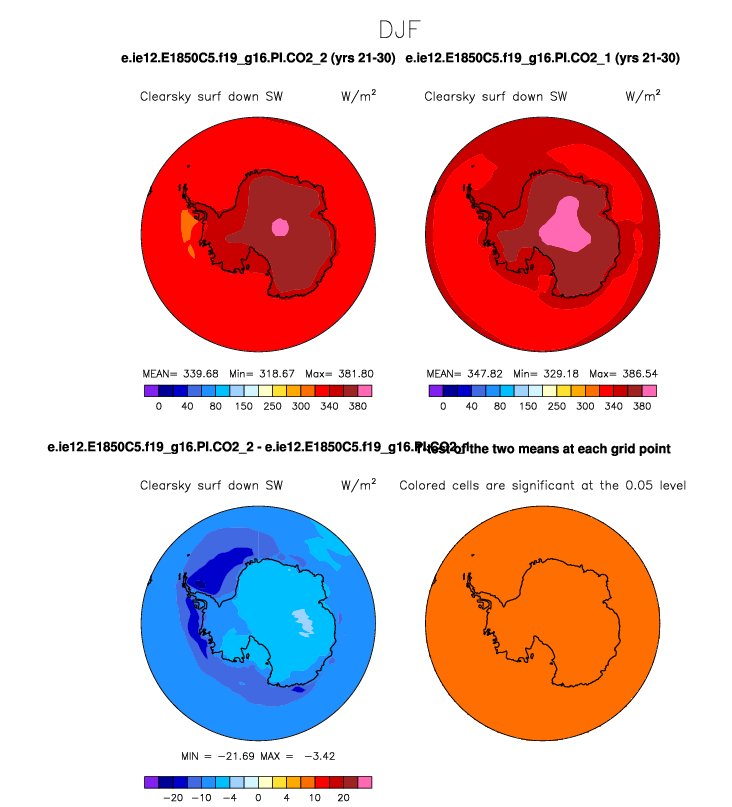 DJF
e.ie12.E1850C5.f19_g16.PI.CO2_2 (yrs 21-30) e.ie12.E1850C5.f19_g16.PI.CO2_1 (yrs 21-30)
Clearsky surf down SW W/m² Clearsky surf down SW W/m²
MEAN= 339.68 Min= 318.67 Max= 381.80 MEAN= 347.82 Min= 329.18 Max= 386.54
0 40 80 150 250 300 340 380 0 40 80 150 250 300 340 380
e.ie12.E1850C5.f19_g16.PI.CO2_2 - e.ie12.E1850C5.f19_g16.PI.CO2_1 T-test of the two means at each grid point
Clearsky surf down SW W/m² Colored cells are significant at the 0.05 level
MIN = -21.69 MAX = -3.42
-20 -10 -4 0 4 10 20